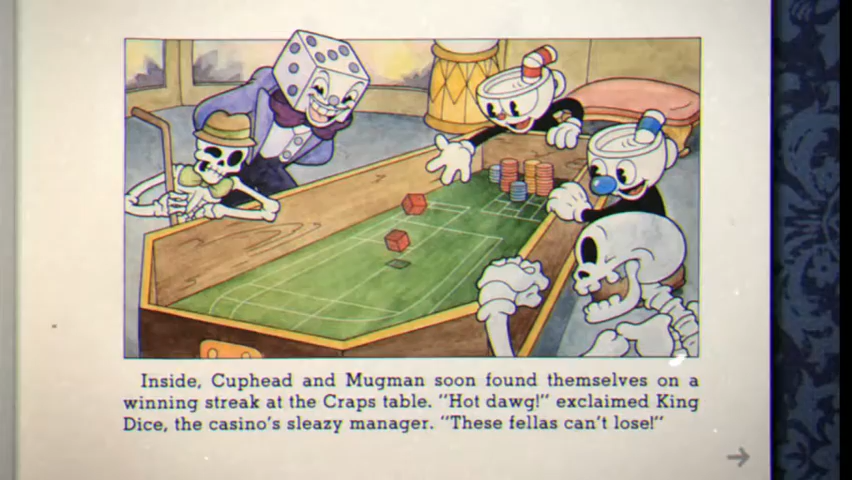 Inside, Cuphead and Mugman soon found themselves on a
winning streak at the Craps table. "Hot dawg!" exclaimed King
Dice, the casino's sleazy manager. "These fellas can't lose!"